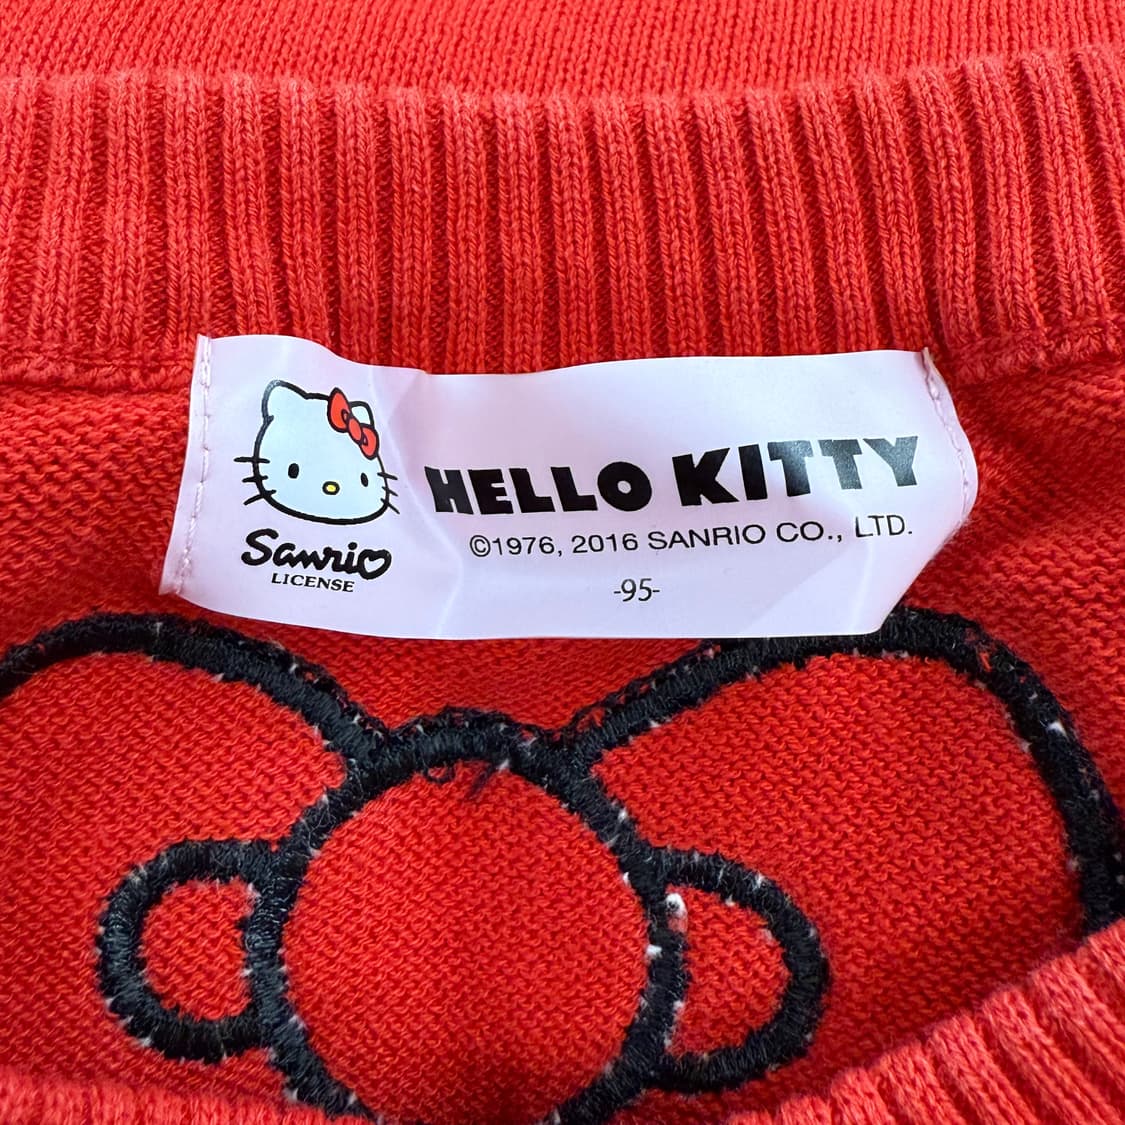 HELLO KITTY
©1976, 2016 SANRIO CO., LTD.
-95-
Sanrio
LICENSE